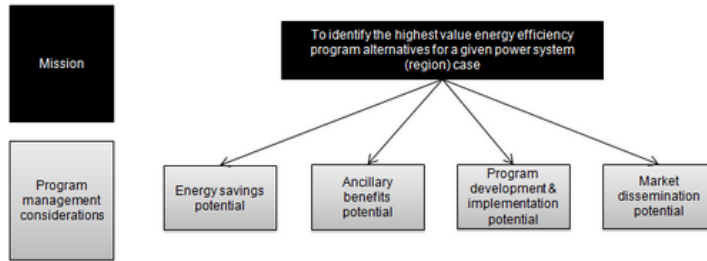 Mission
To identify the highest value energy efficiency
program alternatives for a given power system
(region) case
Program
management
considerations
Energy savings
potential
Ancillary
benefits
potential
Program
development &
implementation
potential
Market
dissemination
potential